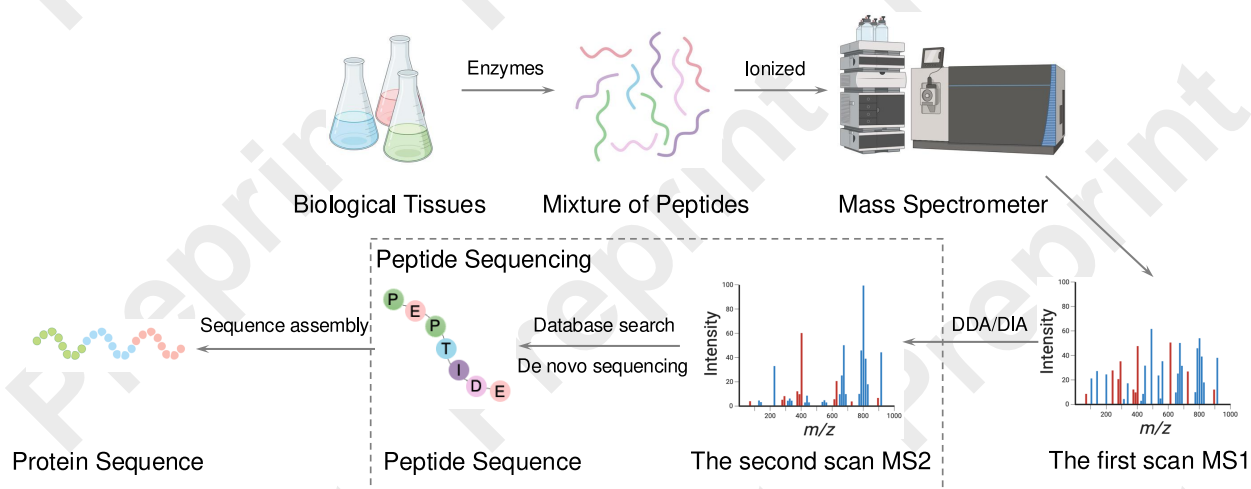 Preprint
Enzymes
Ionized
Biological Tissues
Mixture of Peptides
Mass Spectrometer
Peptide Sequencing
P
E
P
T
I
D
E
Sequence assembly
Database search
De novo sequencing
DDA/DIA
Intensity
100
80
60
40
20
0
200
400
600
800
1000
m/z
Intensity
100
80
60
40
20
0
200
400
600
800
1000
m/z
Protein Sequence
Peptide Sequence
The second scan MS2
The first scan MS1